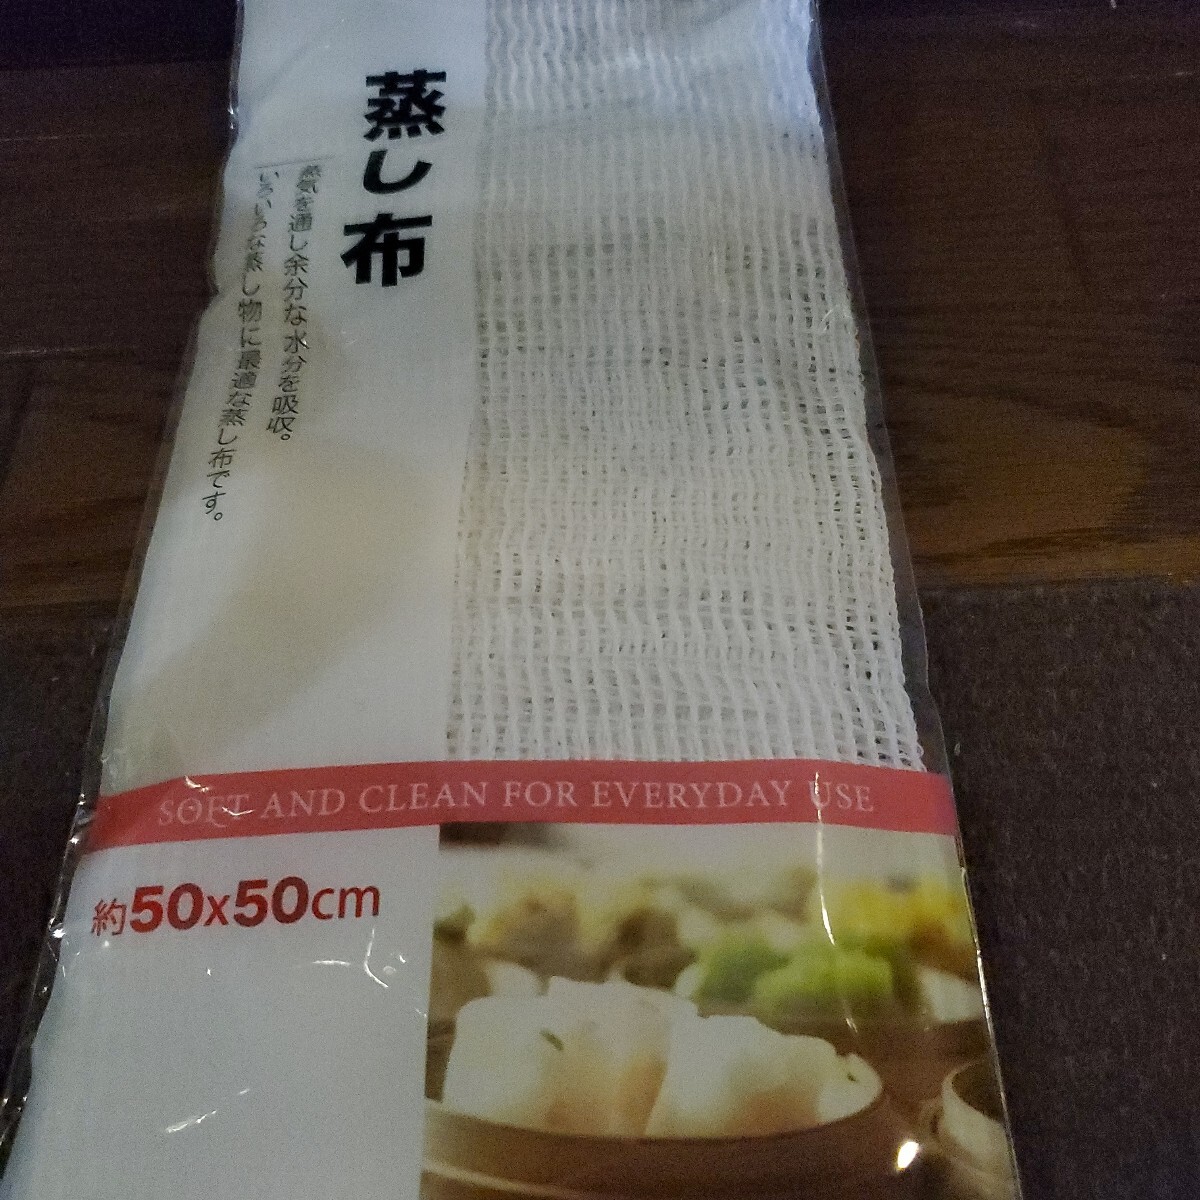 蒸し布
蒸気を通し余分な水分を吸収。
いろいろな蒸し物に最適な蒸し布です。
SOFT AND CLEAN FOR EVERYDAY USE
約50x50cm